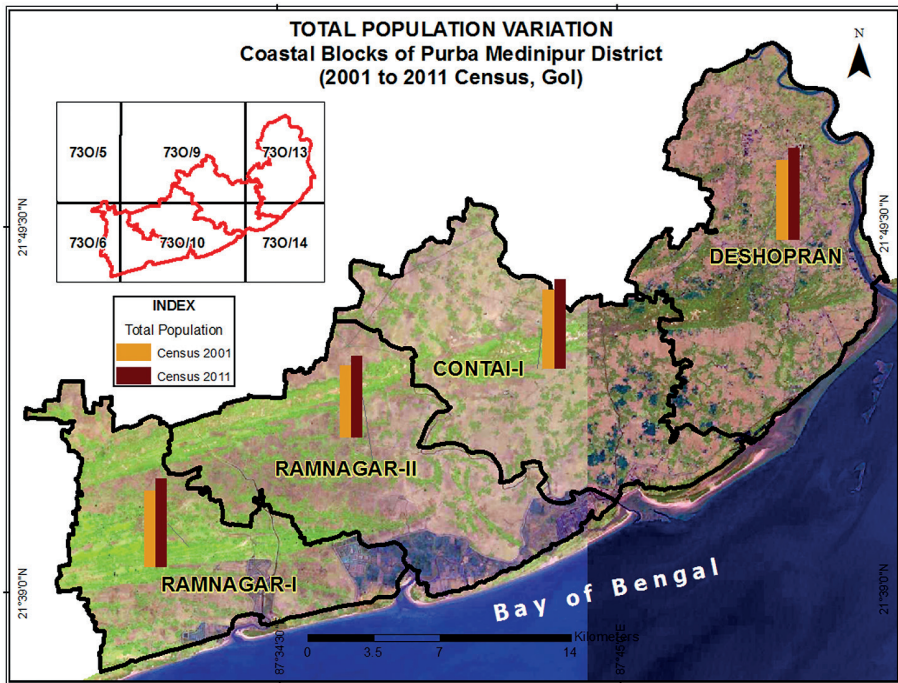 TOTAL POPULATION VARIATION
Coastal Blocks of Purba Medinipur District
(2001 to 2011 Census, GoI)
N
73O/5
73O/9
73O/13
73O/6
73O/10
73O/14
21°49'30"N
21°49'30"N
INDEX
Total Population
Census 2001
Census 2011
DESHOPRAN
CONTAI-I
RAMNAGAR-II
RAMNAGAR-I
21°39'0"N
21°39'0"N
Bay of Bengal
Kilometers
0 3.5 7 14
87°34'30"E